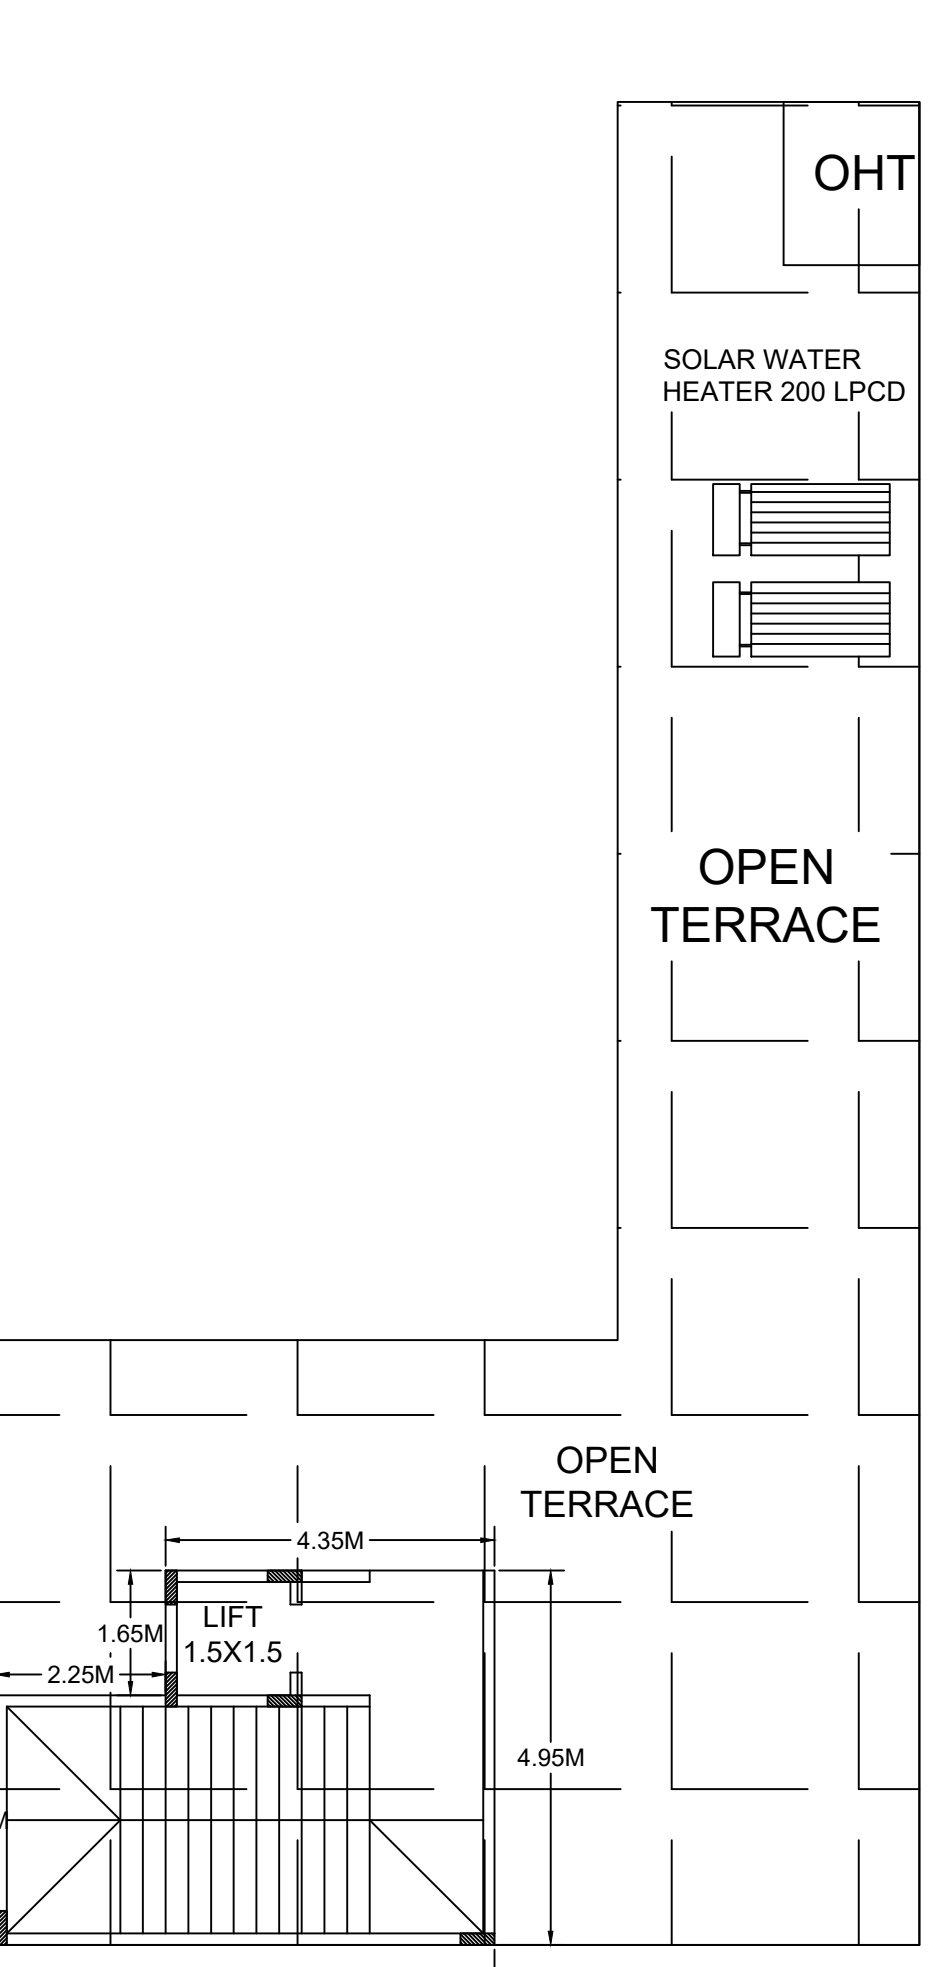 OHT
SOLAR WATER
HEATER 200 LPCD
OPEN
TERRACE
OPEN
TERRACE
4.35M
LIFT
1.5X1.5
1.65M
2.25M
4.95M